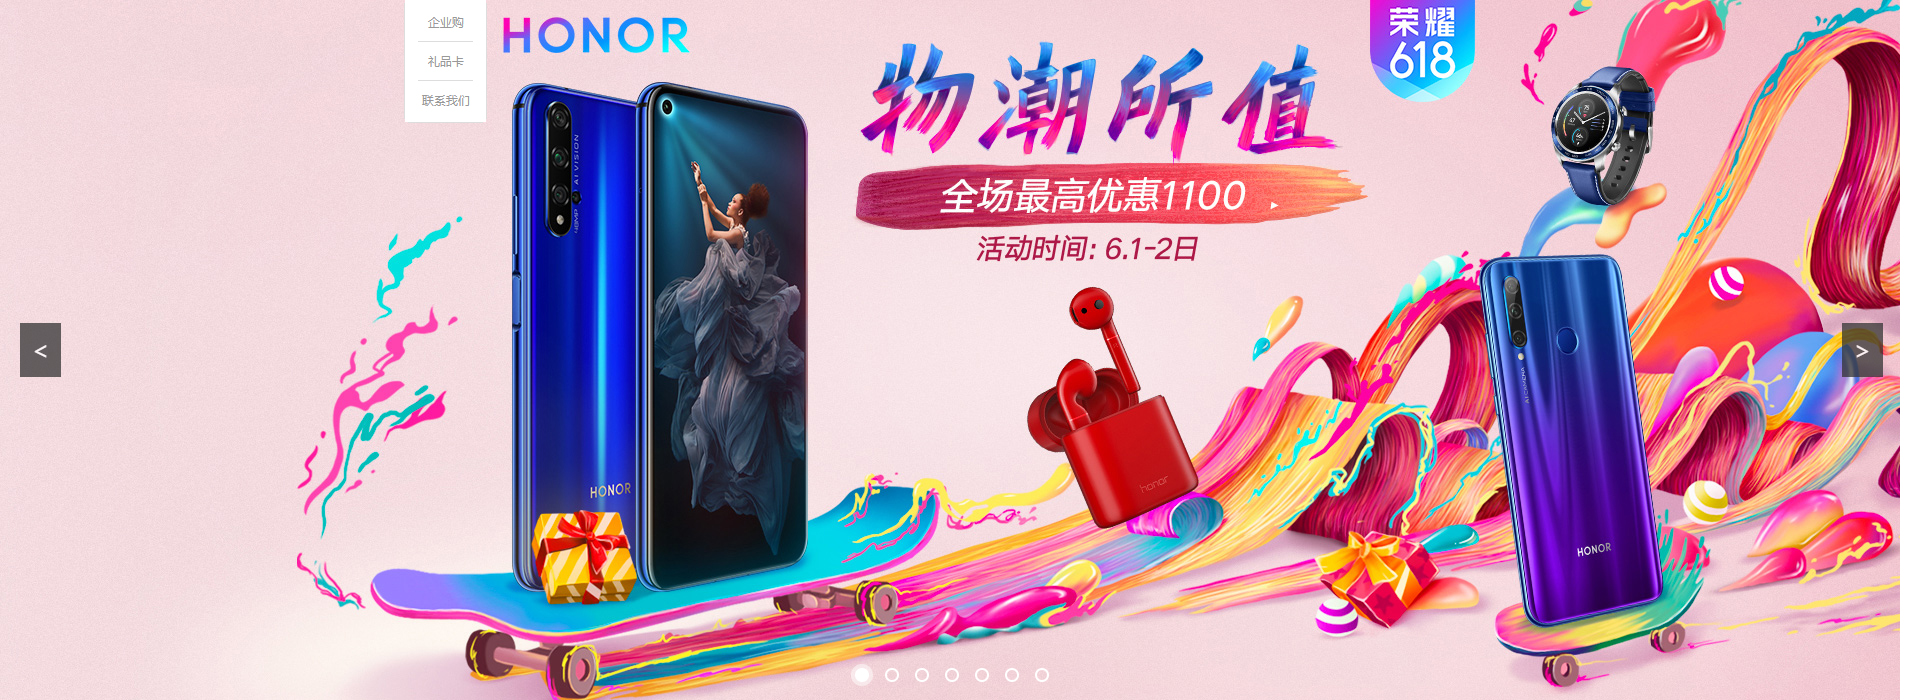 企业购
礼品卡
联系我们
HONOR
荣耀
618
物潮所值
全场最高优惠1100
活动时间: 6.1-2日
AI VISION
HONOR
honor
HONOR
<
>